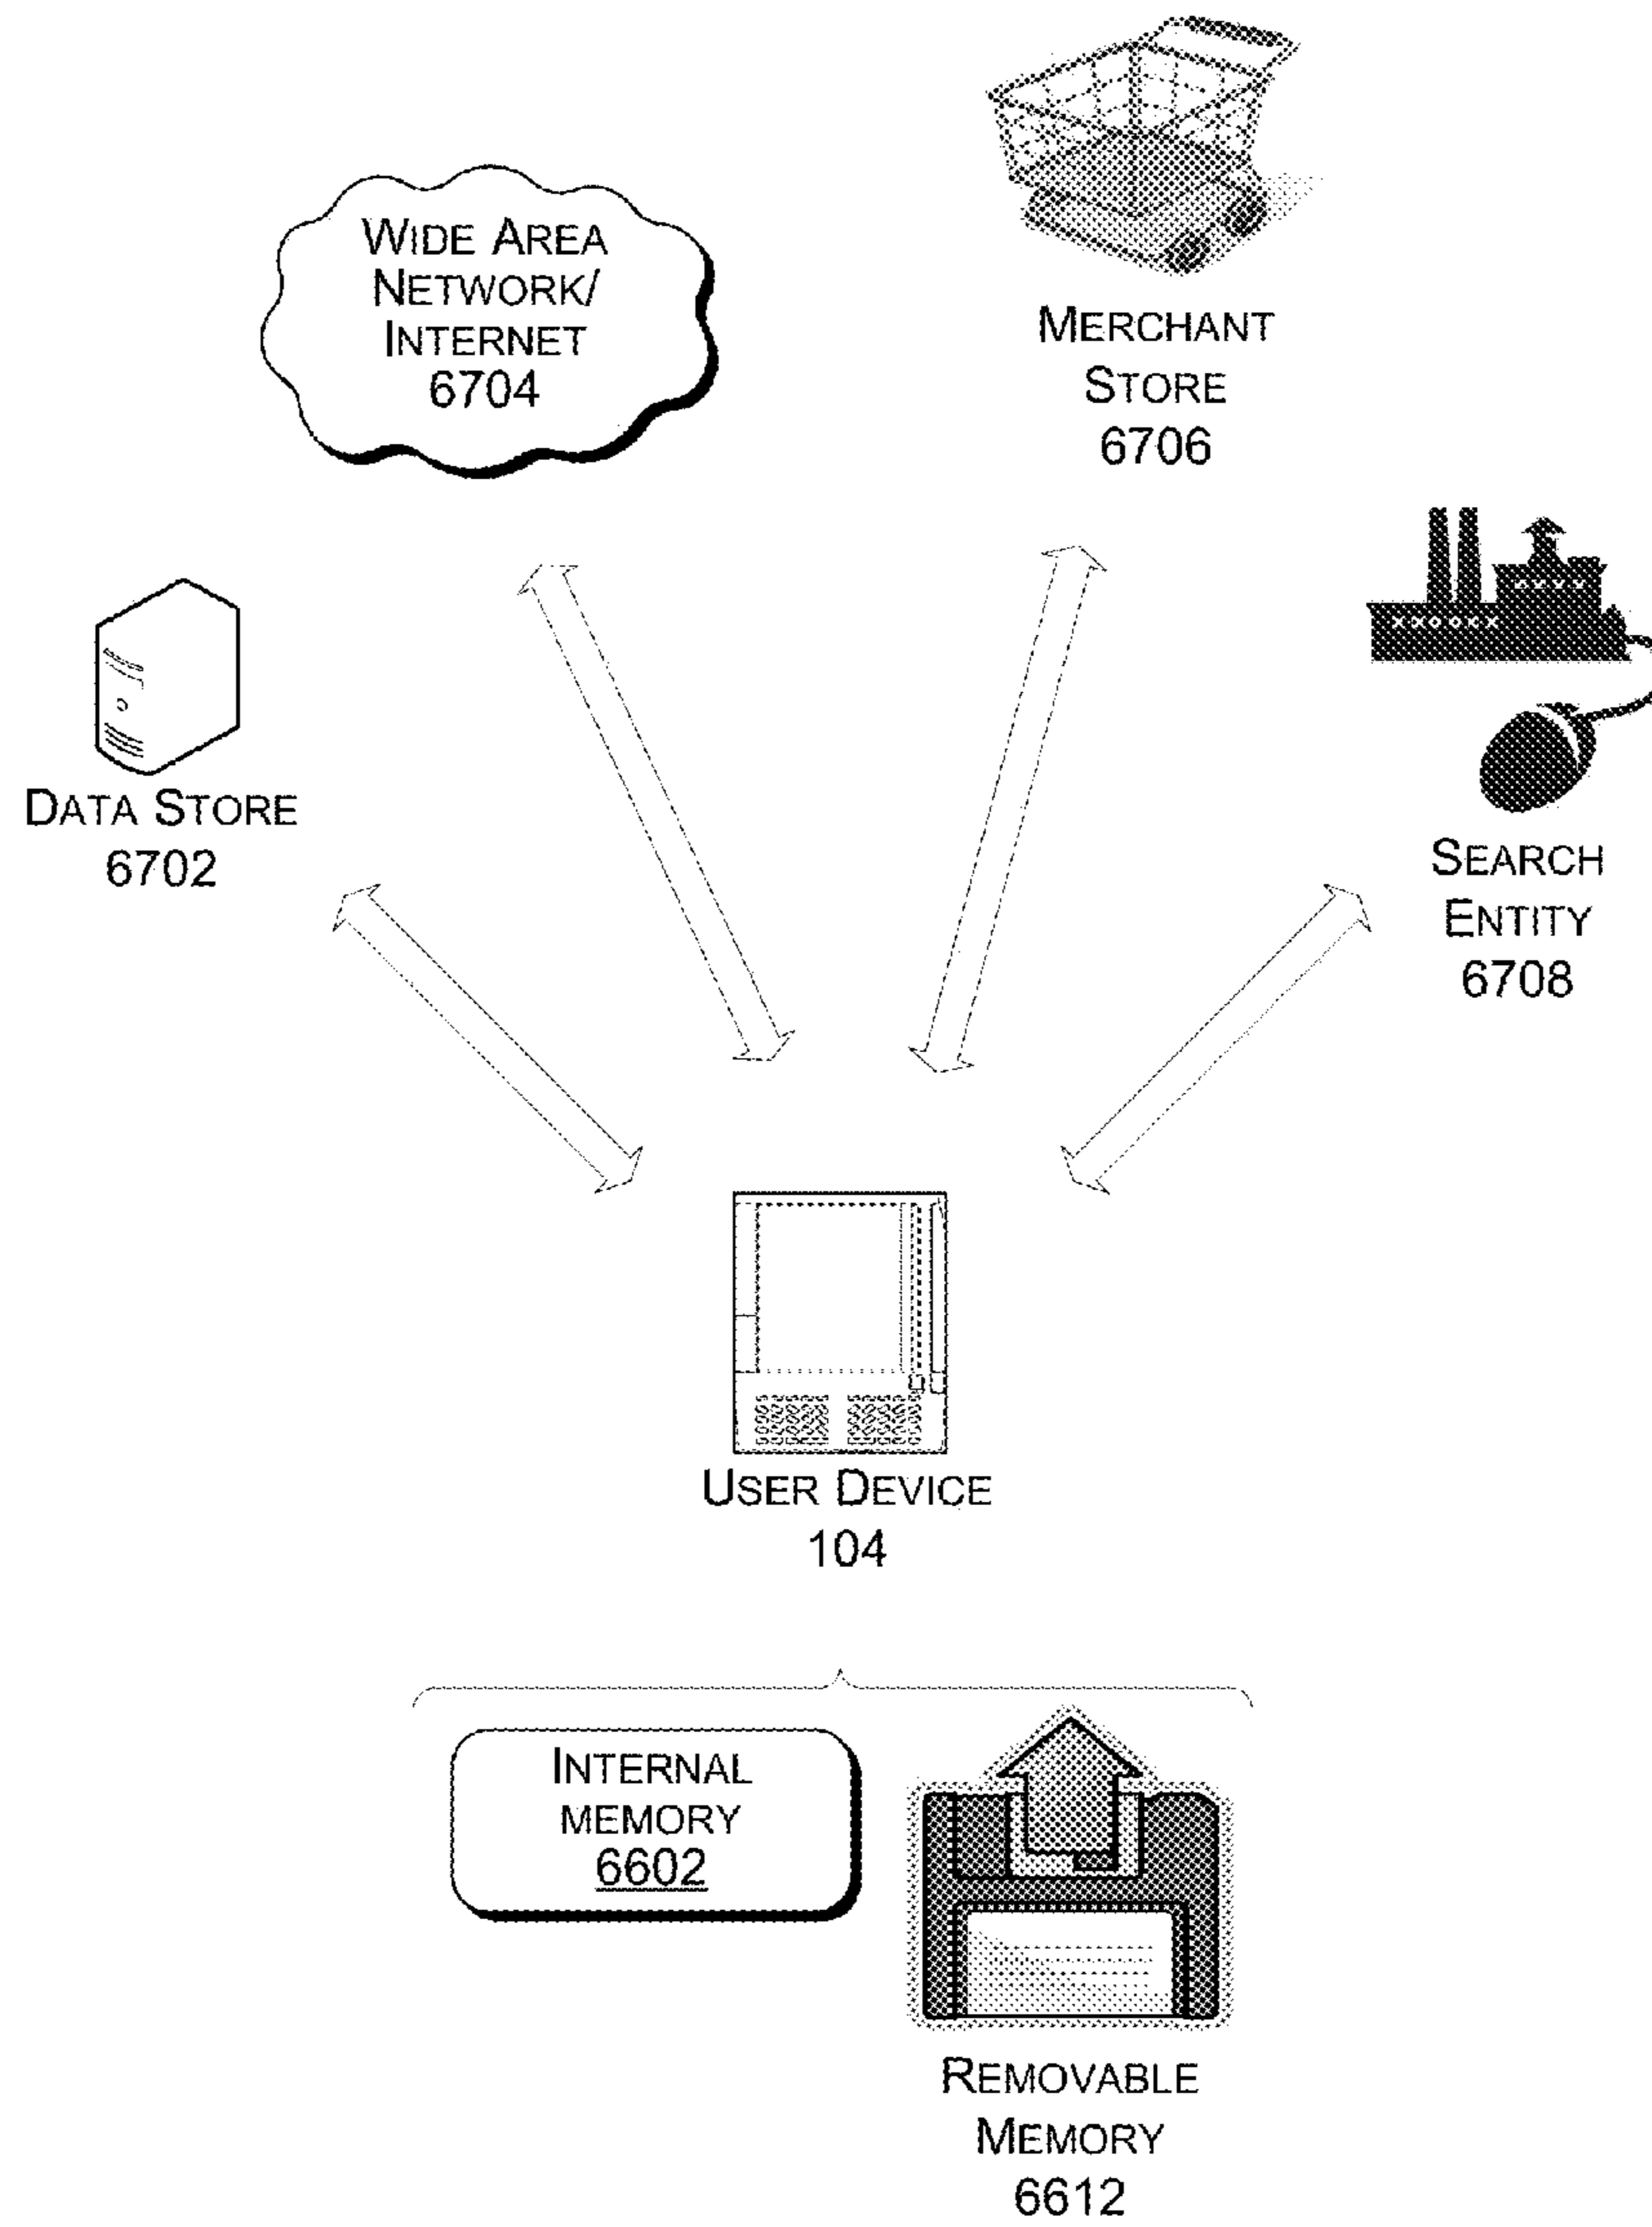 WIDE AREA
NETWORK/
INTERNET
6704
MERCHANT
STORE
6706
DATA STORE
6702
SEARCH
ENTITY
6708
USER DEVICE
104
INTERNAL
MEMORY
6602
REMOVABLE
MEMORY
6612